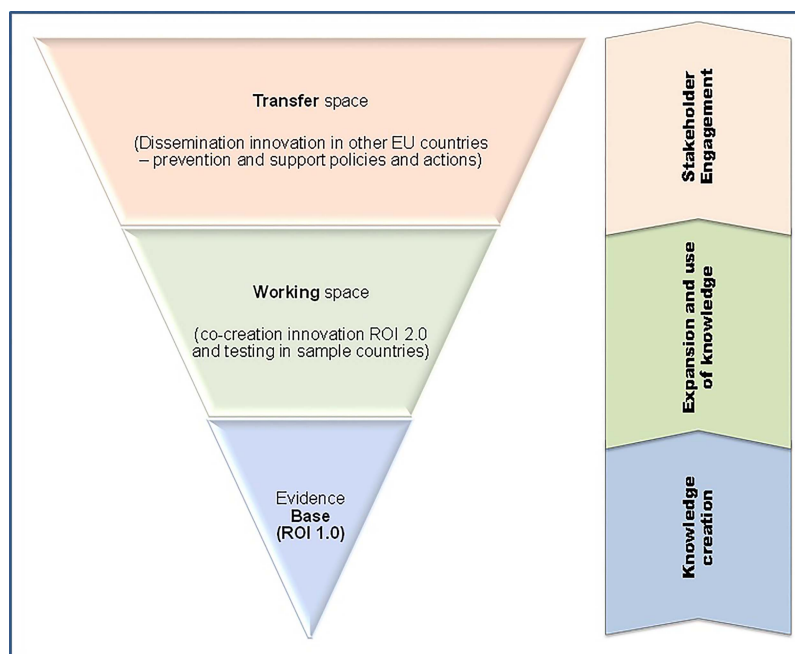 Transfer space
(Dissemination innovation in other EU countries
– prevention and support policies and actions)
Working space
(co-creation innovation ROI 2.0
and testing in sample countries)
Evidence
Base
(ROI 1.0)
Stakeholder
Engagement
Expansion and use
of knowledge
Knowledge
creation